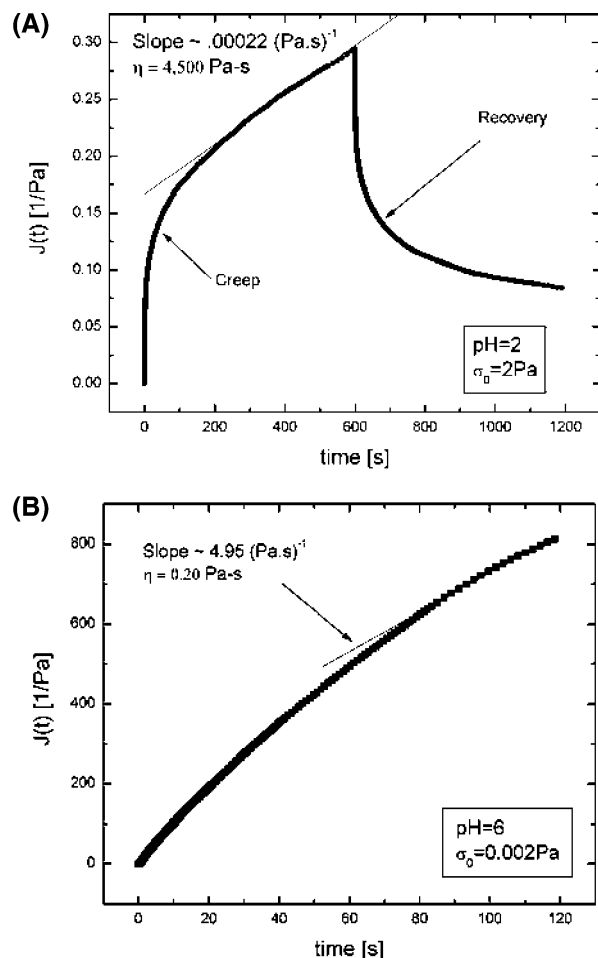 (A)
Slope ~ .00022 (Pa.s)⁻¹
η = 4,500 Pa-s
Recovery
Creep
pH=2
σ₀=2Pa
J(t) [1/Pa]
0.30
0.25
0.20
0.15
0.10
0.05
0.00
0 200 400 600 800 1000 1200
time [s]
(B)
Slope ~ 4.95 (Pa.s)⁻¹
η = 0.20 Pa-s
pH=6
σ₀=0.002Pa
J(t) [1/Pa]
800
600
400
200
0
0 20 40 60 80 100 120
time [s]